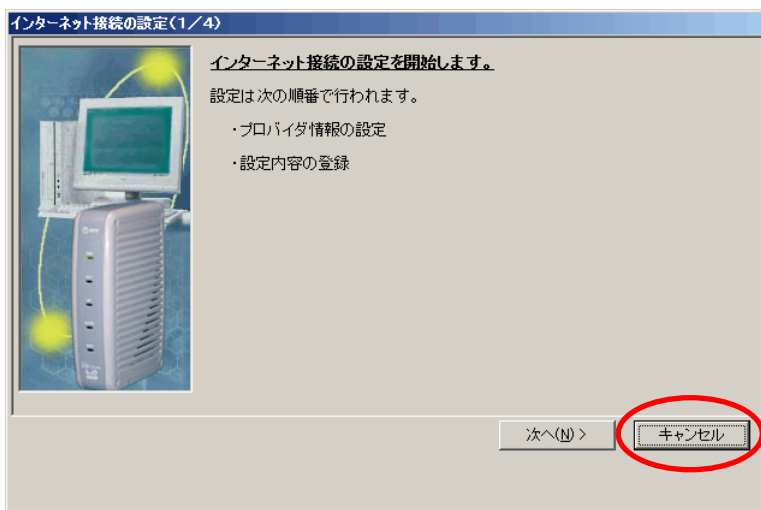 インターネット接続の設定(1/4)
インターネット接続の設定を開始します。
設定は次の順番で行われます。
・プロバイダ情報の設定
・設定内容の登録
次へ(N) >
キャンセル